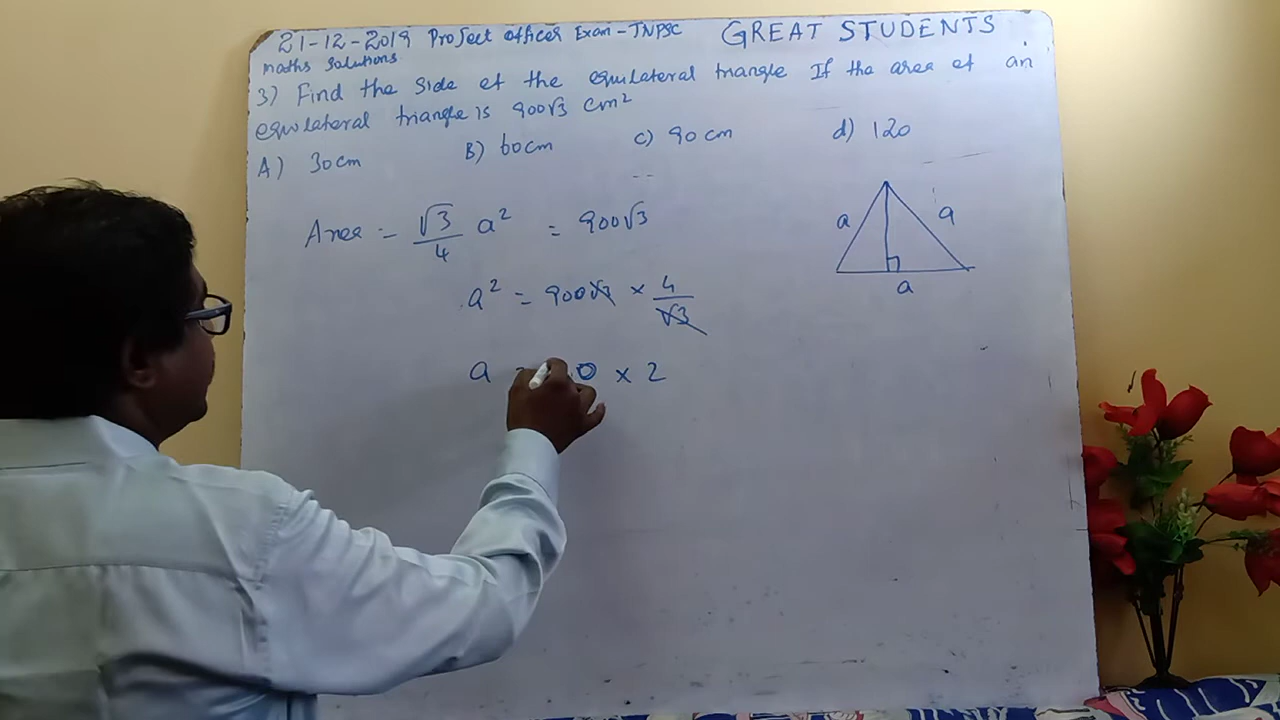 21-12-2019 Project officer Exam - TNPSC GREAT STUDENTS
maths solutions
3) Find the side of the equilateral triangle If the area of an
equilateral triangle is 900√3 cm²
A) 30cm B) 60cm C) 90cm d) 120
Area = √3/4 a² = 900√3
a² = 900√3 × 4/√3
a 0 × 2
a a
a